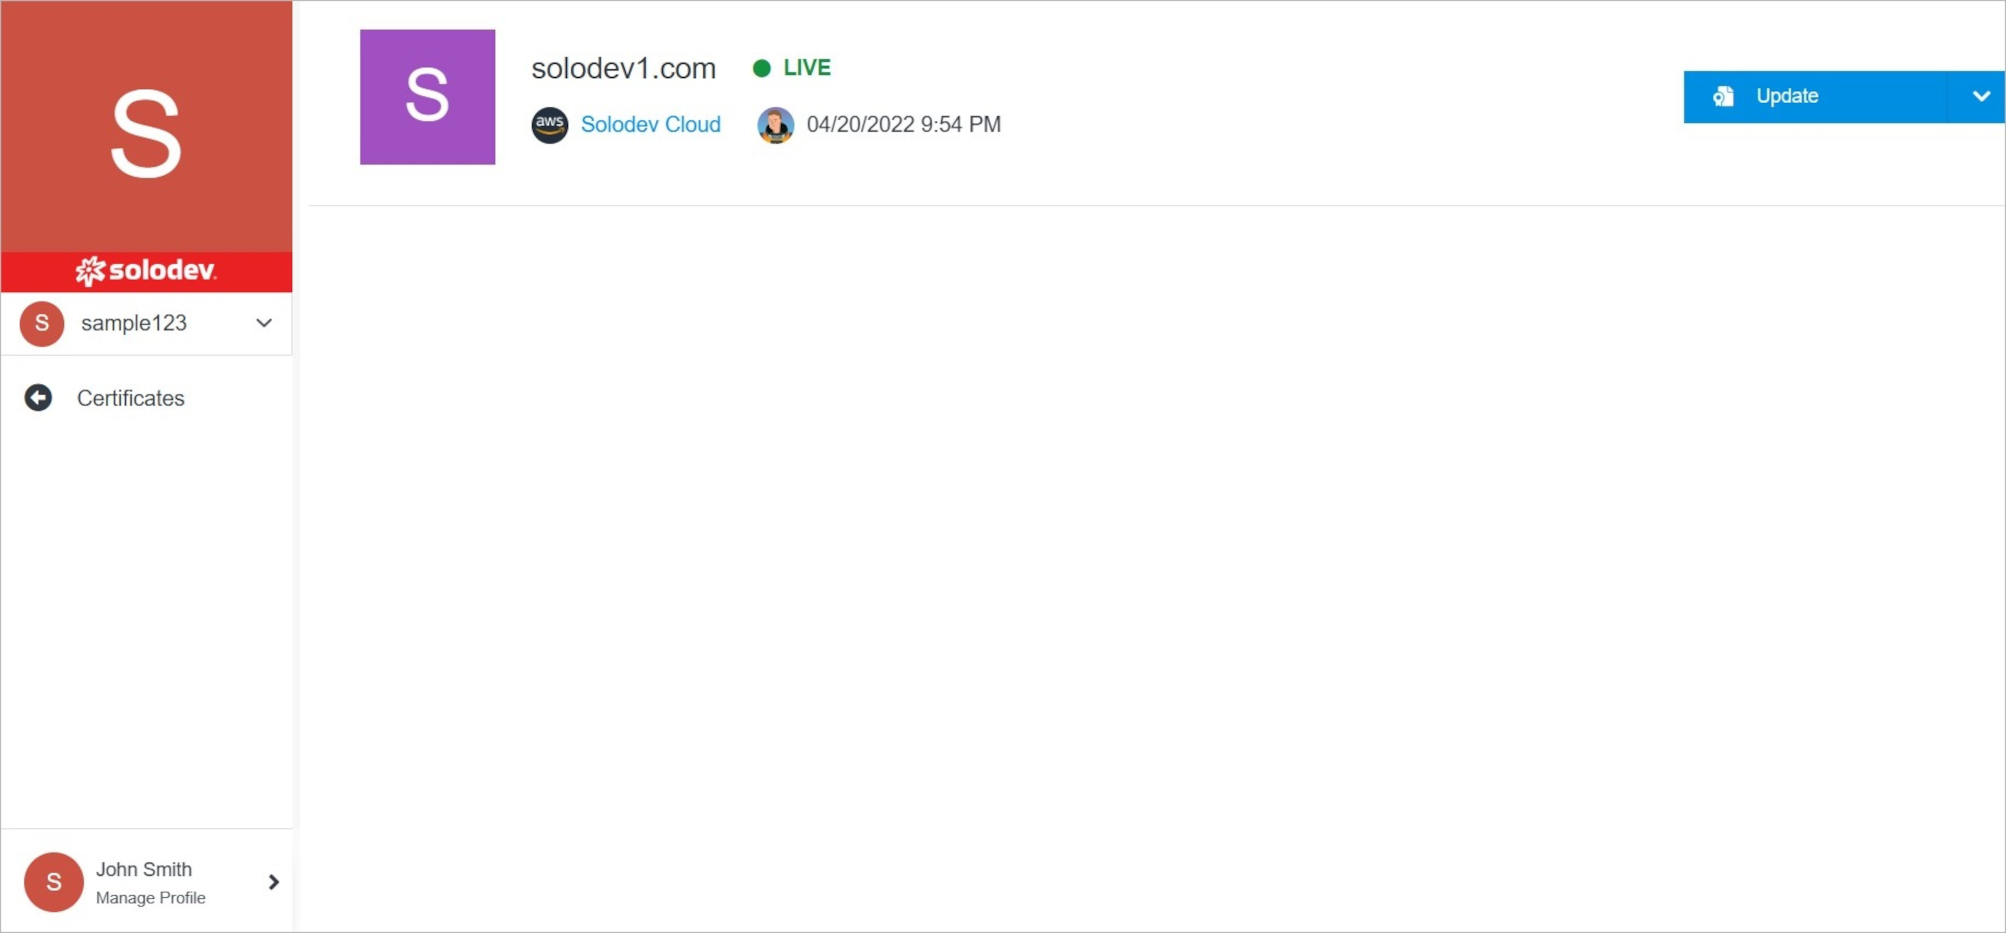 S
solodev
S sample123
Certificates
John Smith
S
Manage Profile
S
solodev1.com LIVE
aws Solodev Cloud 04/20/2022 9:54 PM
Update